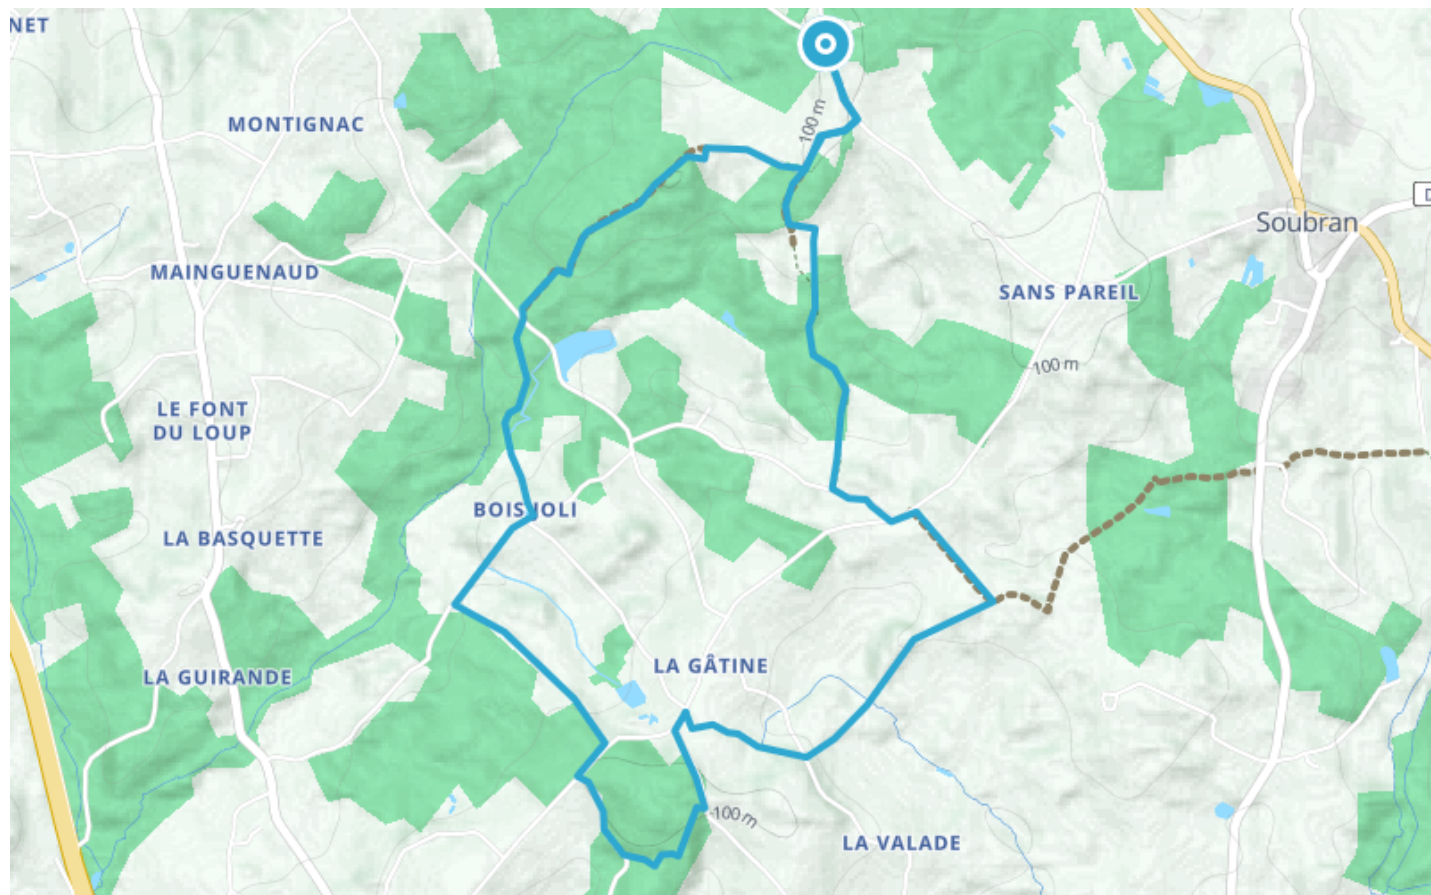 NET
100 m
MONTIGNAC
D
Soubran
MAINGUENAUD
SANS PAREIL
100 m
LE FONT
DU LOUP
BOIS JOLI
LA BASQUETTE
LA GÂTINE
LA GUIRANDE
100 m
LA VALADE